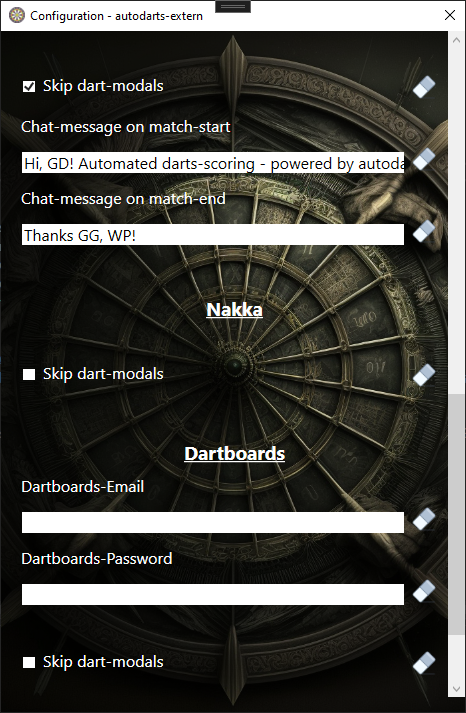 Configuration - autodarts-extern
Skip dart-modals
Chat-message on match-start
Hi, GD! Automated darts-scoring - powered by autoda
Chat-message on match-end
Thanks GG, WP!
Nakka
Skip dart-modals
Dartboards
Dartboards-Email
Dartboards-Password
Skip dart-modals